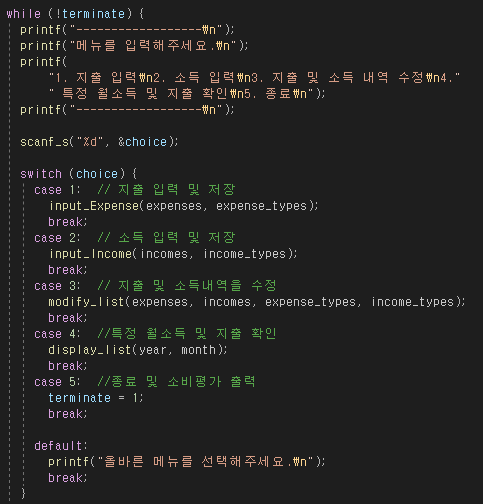 while (!terminate) {
printf("------------------₩n");
printf("메뉴를 입력해주세요.₩n");
printf(
"1. 지출 입력₩n2. 소득 입력₩n3. 지출 및 소득 내역 수정₩n4."
" 특정 월소득 및 지출 확인₩n5. 종료₩n");
printf("------------------₩n");
scanf_s("%d", &choice);
switch (choice) {
case 1:  // 지출 입력 및 저장
input_Expense(expenses, expense_types);
break;
case 2:  // 소득 입력 및 저장
input_Income(incomes, income_types);
break;
case 3:  // 지출 및 소득내역을 수정
modify_list(expenses, incomes, expense_types, income_types);
break;
case 4:  //특정 월소득 및 지출 확인
display_list(year, month);
break;
case 5:  //종료 및 소비평가 출력
terminate = 1;
break;
default:
printf("올바른 메뉴를 선택해주세요.₩n");
break;
}